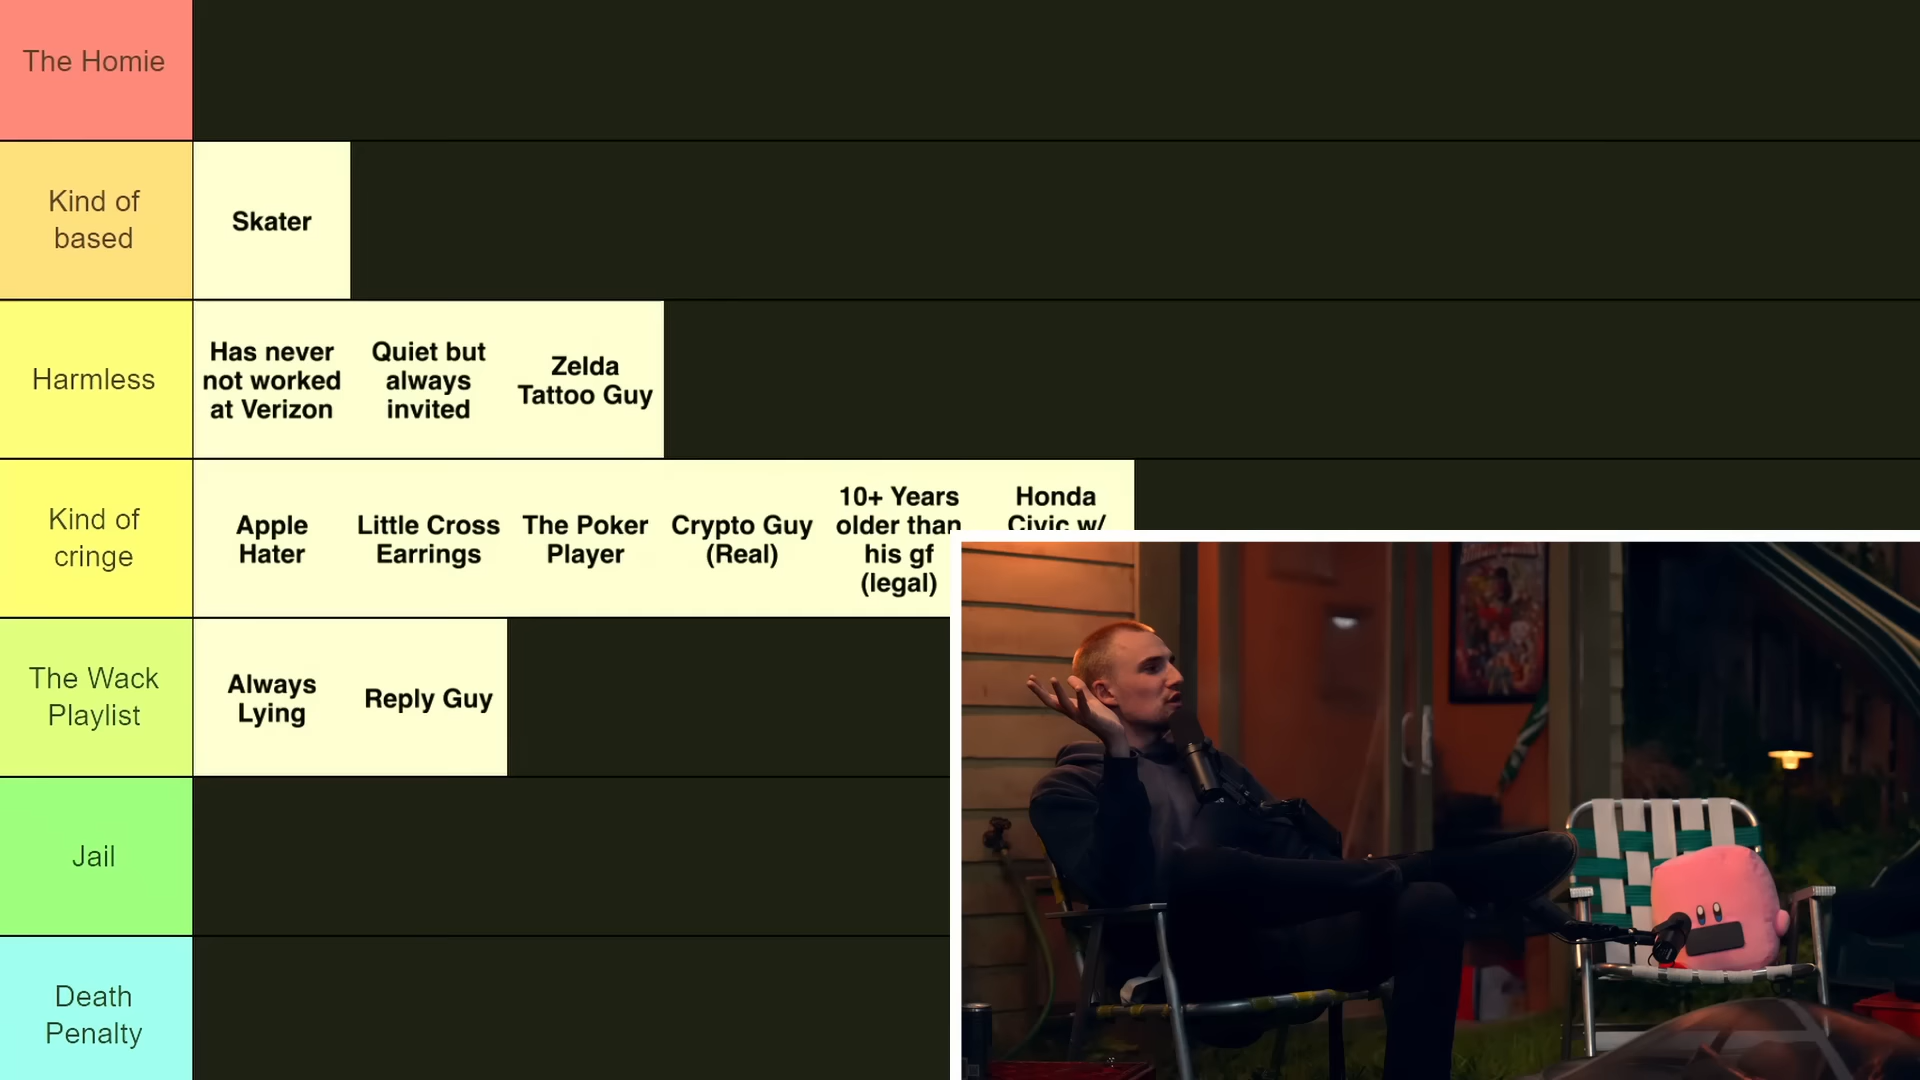 The Homie
Kind of
based
Skater
Harmless
Has never
not worked
at Verizon
Quiet but
always
invited
Zelda
Tattoo Guy
Kind of
cringe
Apple
Hater
Little Cross
Earrings
The Poker
Player
Crypto Guy
(Real)
10+ Years
older than
his gf
(legal)
Honda
Civic w/
The Wack
Playlist
Always
Lying
Reply Guy
Jail
Death
Penalty